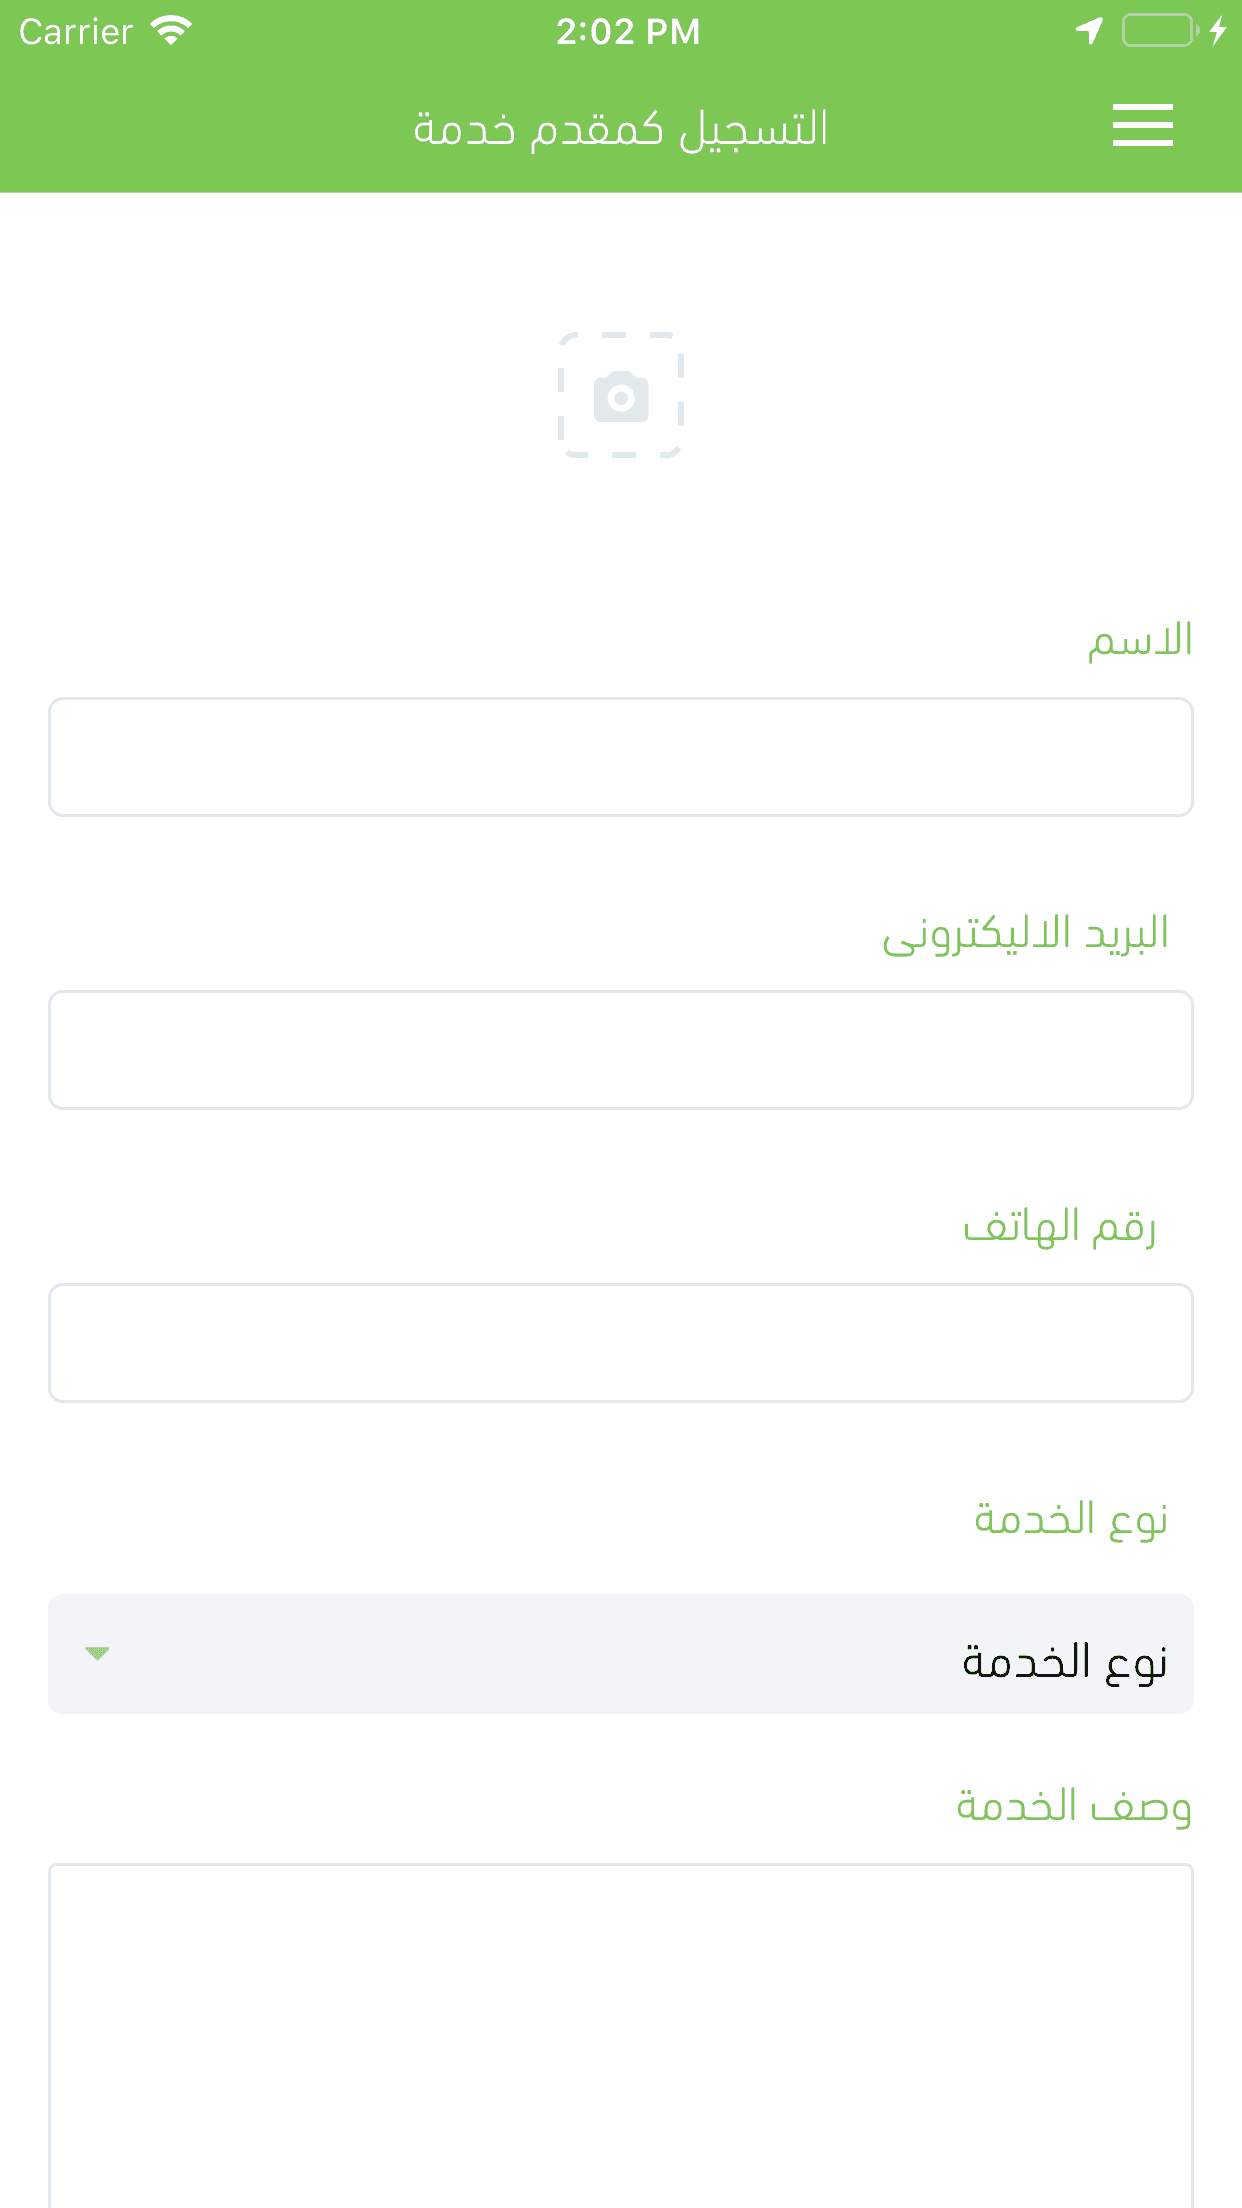 Carrier 2:02 PM
التسجيل كمقدم خدمة
الاسم
البريد الاليكترونى
رقم الهاتف
نوع الخدمة
نوع الخدمة
وصف الخدمة